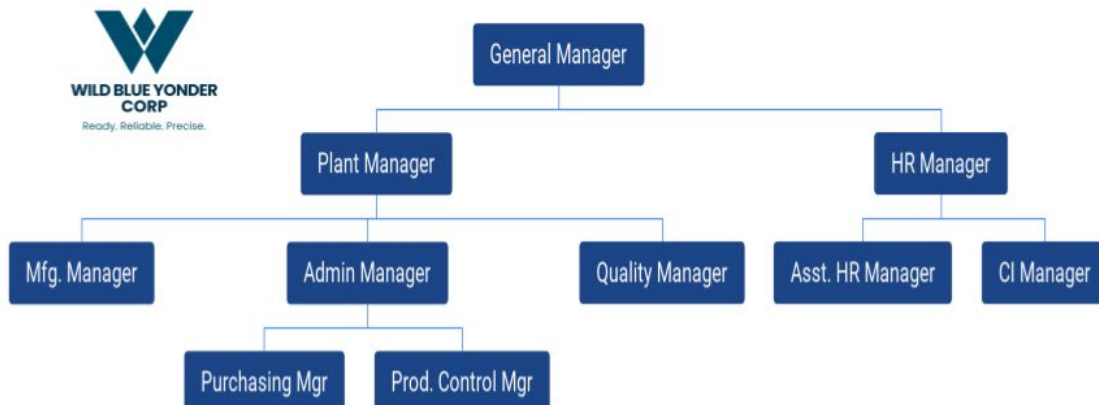 WILD BLUE YONDER
CORP
Ready. Reliable. Precise.
General Manager
Plant Manager
HR Manager
Mfg. Manager
Admin Manager
Quality Manager
Asst. HR Manager
CI Manager
Purchasing Mgr
Prod. Control Mgr